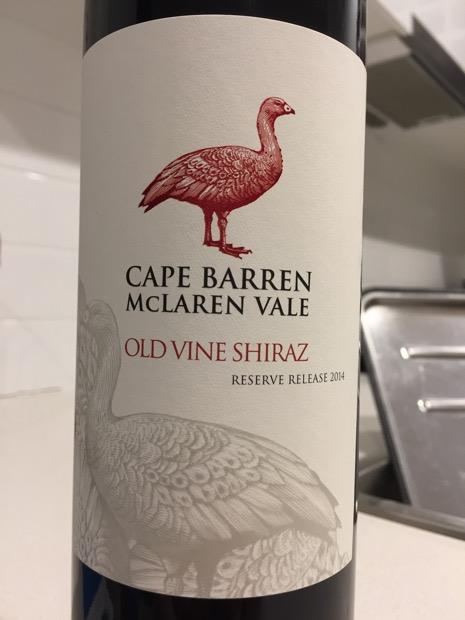 CAPE BARREN
McLAREN VALE
OLD VINE SHIRAZ
RESERVE RELEASE 2014